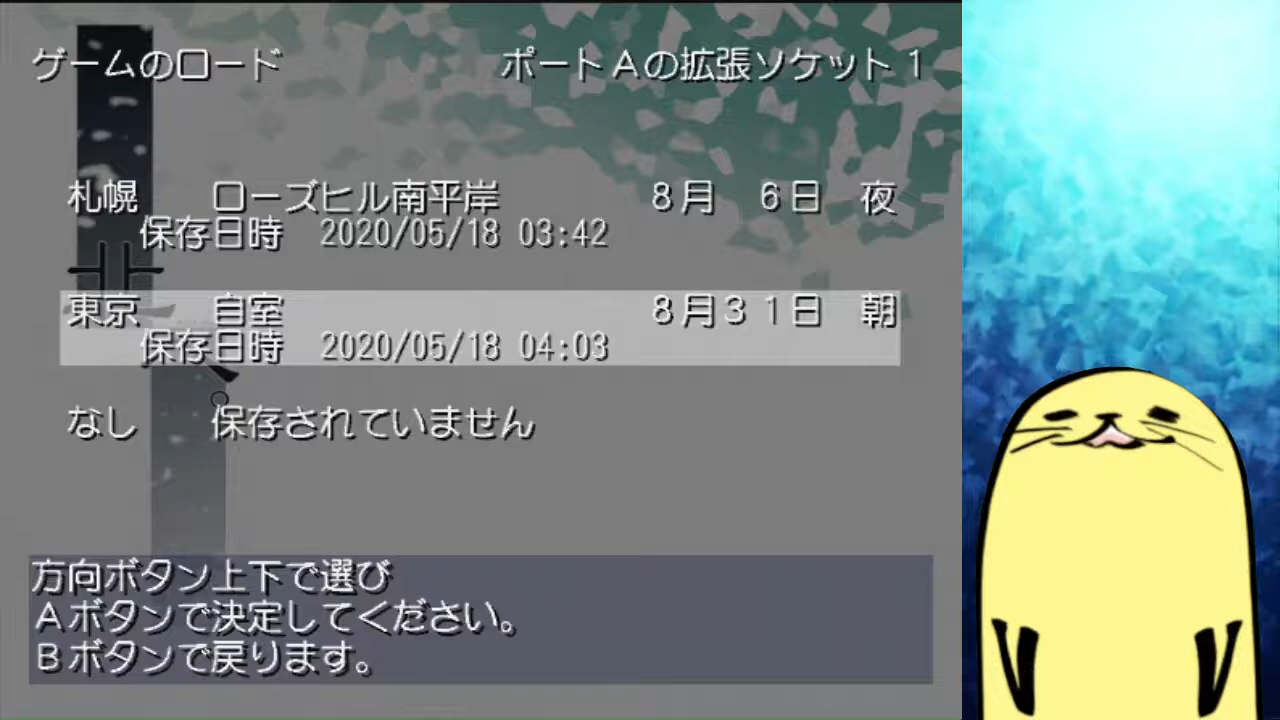 ゲームのロード　ポートＡの拡張ソケット１
札幌　ローズヒル南平岸　８月　６日　夜
保存日時　2020/05/18 03:42
東京　自室　８月３１日　朝
保存日時　2020/05/18 04:03
なし　保存されていません
方向ボタン上下で選び
Ａボタンで決定してください。
Ｂボタンで戻ります。